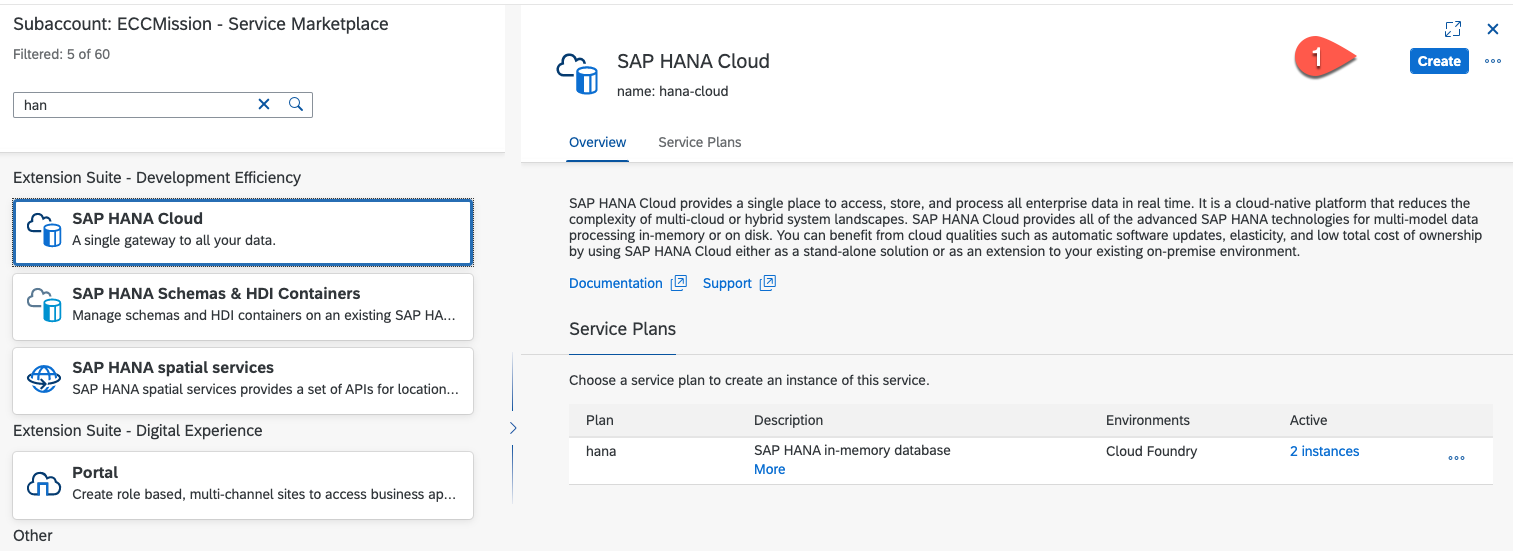 Subaccount: ECCMission - Service Marketplace
Filtered: 5 of 60
han
Extension Suite - Development Efficiency
SAP HANA Cloud
A single gateway to all your data.
SAP HANA Schemas & HDI Containers
Manage schemas and HDI containers on an existing SAP HA...
SAP HANA spatial services
SAP HANA spatial services provides a set of APIs for location...
Extension Suite - Digital Experience
Portal
Create role based, multi-channel sites to access business ap...
Other
SAP HANA Cloud
name: hana-cloud
1
Create
Overview Service Plans
SAP HANA Cloud provides a single place to access, store, and process all enterprise data in real time. It is a cloud-native platform that reduces the
complexity of multi-cloud or hybrid system landscapes. SAP HANA Cloud provides all of the advanced SAP HANA technologies for multi-model data
processing in-memory or on disk. You can benefit from cloud qualities such as automatic software updates, elasticity, and low total cost of ownership
by using SAP HANA Cloud either as a stand-alone solution or as an extension to your existing on-premise environment.
Documentation Support
Service Plans
Choose a service plan to create an instance of this service.
Plan Description Environments Active
hana SAP HANA in-memory database Cloud Foundry 2 instances
More